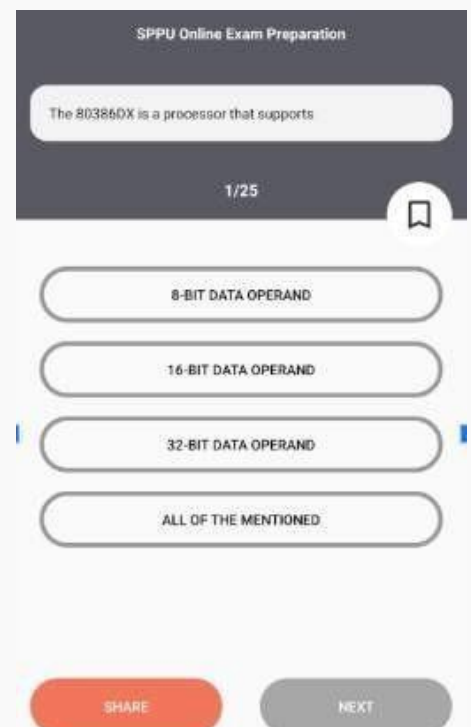 SPPU Online Exam Preparation
The 80386DX is a processor that supports
1/25
8-BIT DATA OPERAND
16-BIT DATA OPERAND
32-BIT DATA OPERAND
ALL OF THE MENTIONED
SHARE
NEXT